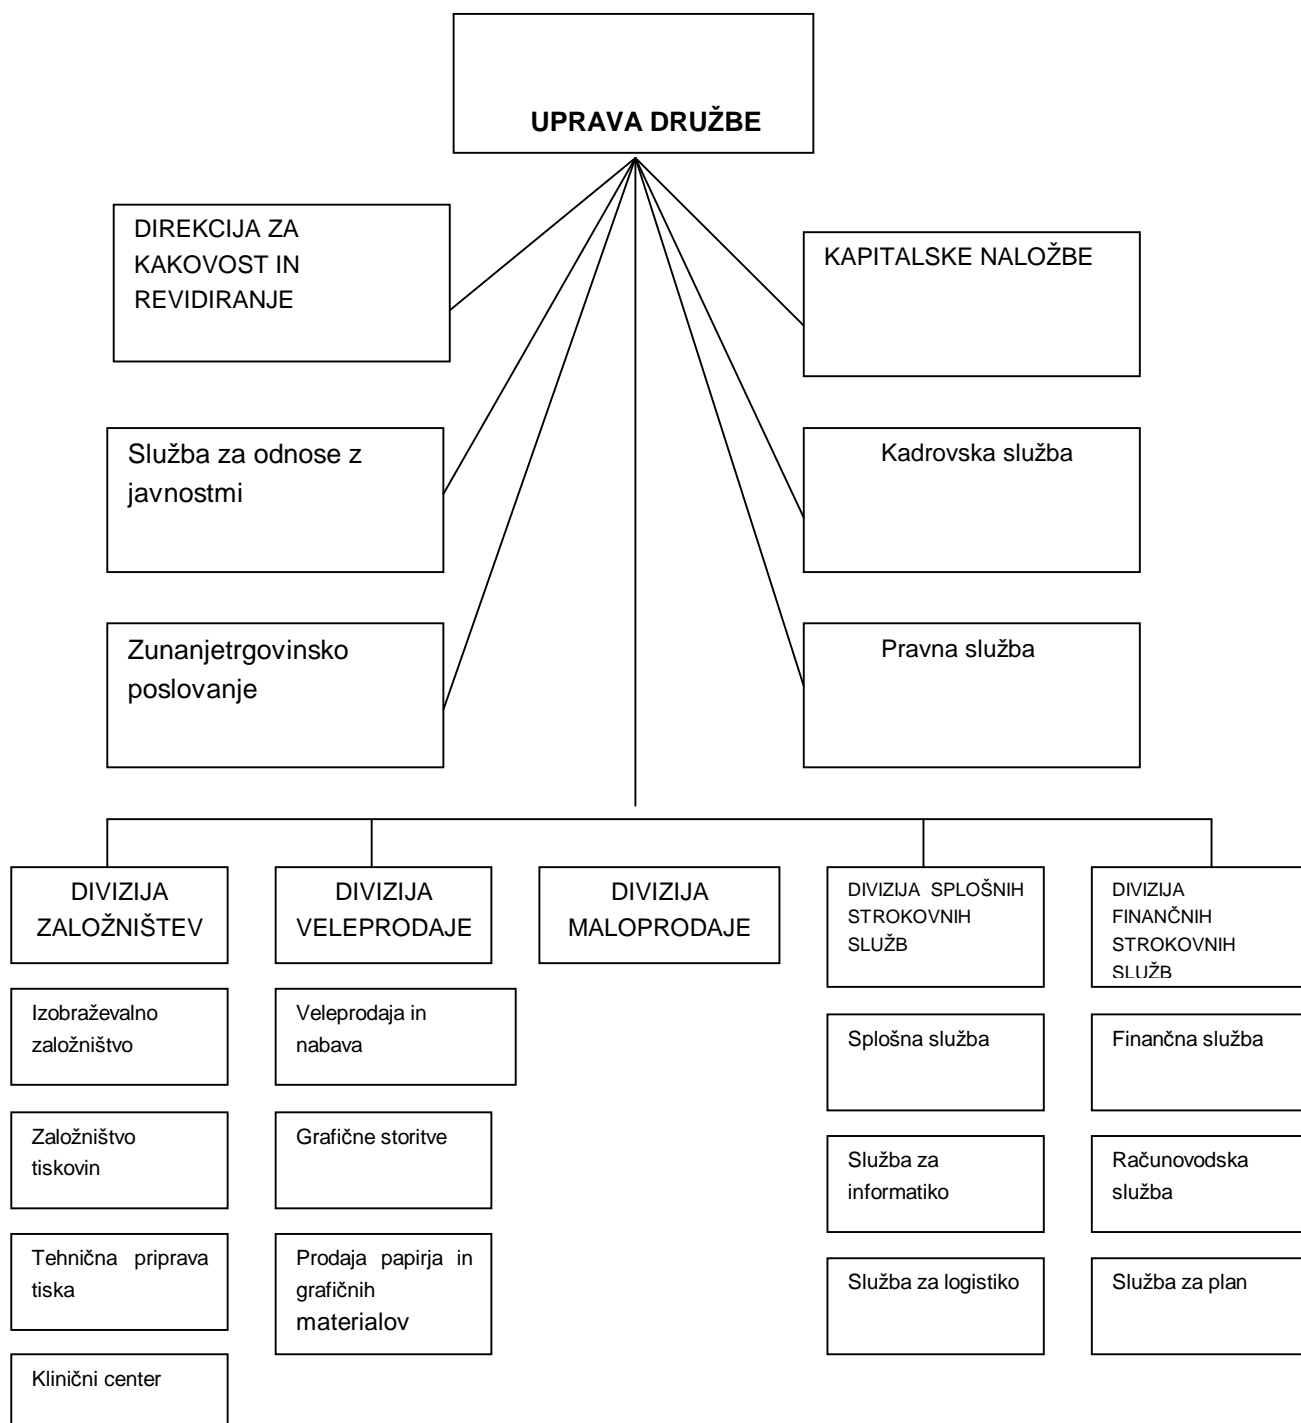 UPRAVA DRUŽBE
DIREKCIJA ZA
KAKOVOST IN
REVIDIRANJE
KAPITALSKE NALOŽBE
Služba za odnose z
javnostmi
Kadrovska služba
Zunanjetrgovinsko
poslovanje
Pravna služba
DIVIZIJA
ZALOŽNIŠTEV
DIVIZIJA
VELEPRODAJE
DIVIZIJA
MALOPRODAJE
DIVIZIJA SPLOŠNIH
STROKOVNIH
SLUŽB
DIVIZIJA
FINANČNIH
STROKOVNIH
SLUŽB
Izobraževalno
založništvo
Veleprodaja in
nabava
Splošna služba
Finančna služba
Založništvo
tiskovin
Grafične storitve
Služba za
informatiko
Računovodska
služba
Tehnična priprava
tiska
Prodaja papirja in
grafičnih
materialov
Služba za logistiko
Služba za plan
Klinični center